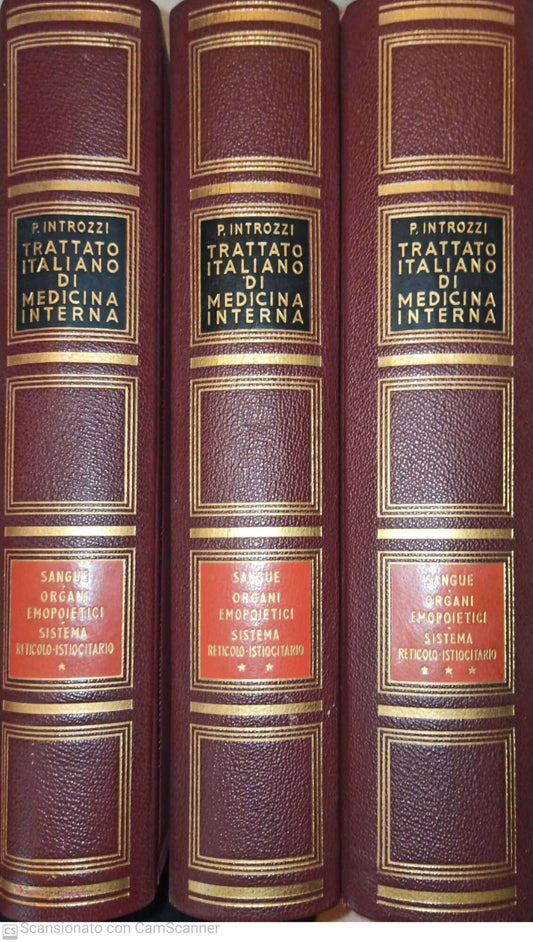 P. INTROZZI
TRATTATO
ITALIANO
DI
MEDICINA
INTERNA
SANGUE
ORGANI
EMOPOIETICI
SISTEMA
RETICOLO-ISTIOCITARIO
*
P. INTROZZI
TRATTATO
ITALIANO
DI
MEDICINA
INTERNA
SANGUE
ORGANI
EMOPOIETICI
SISTEMA
RETICOLO-ISTIOCITARIO
* *
P. INTROZZI
TRATTATO
ITALIANO
DI
MEDICINA
INTERNA
SANGUE
ORGANI
EMOPOIETICI
SISTEMA
RETICOLO-ISTIOCITARIO
* * *
CS Scansionato con CamScanner